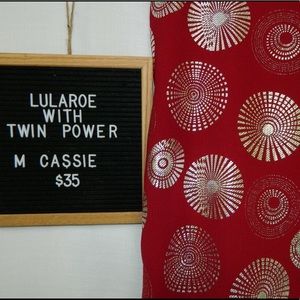 LULAROE
WITH
TWIN POWER
M CASSIE
$35